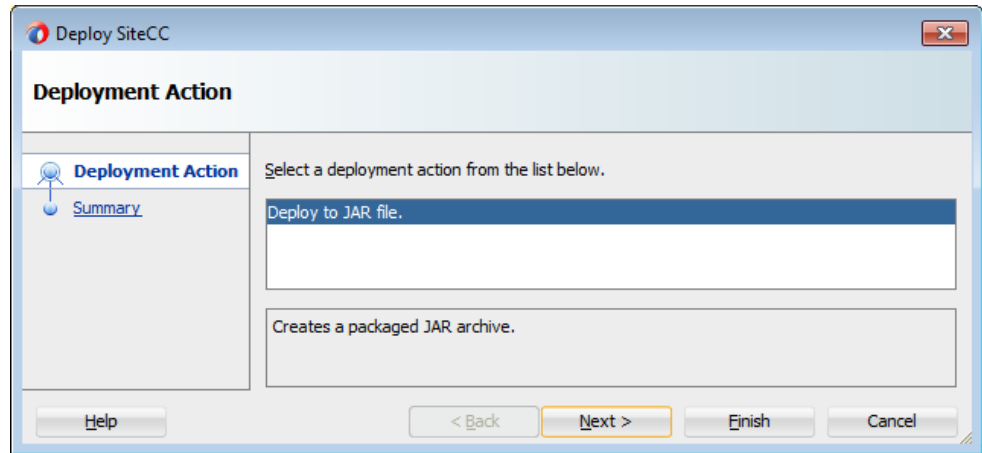 Deploy SiteCC
Deployment Action
Deployment Action
Summary
Select a deployment action from the list below.
Deploy to JAR file.
Creates a packaged JAR archive.
Help
< Back
Next >
Finish
Cancel